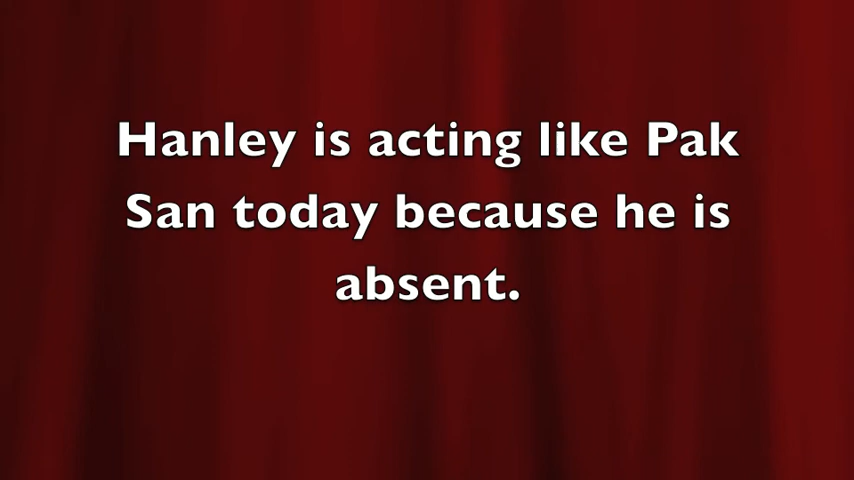 Hanley is acting like Pak
San today because he is
absent.